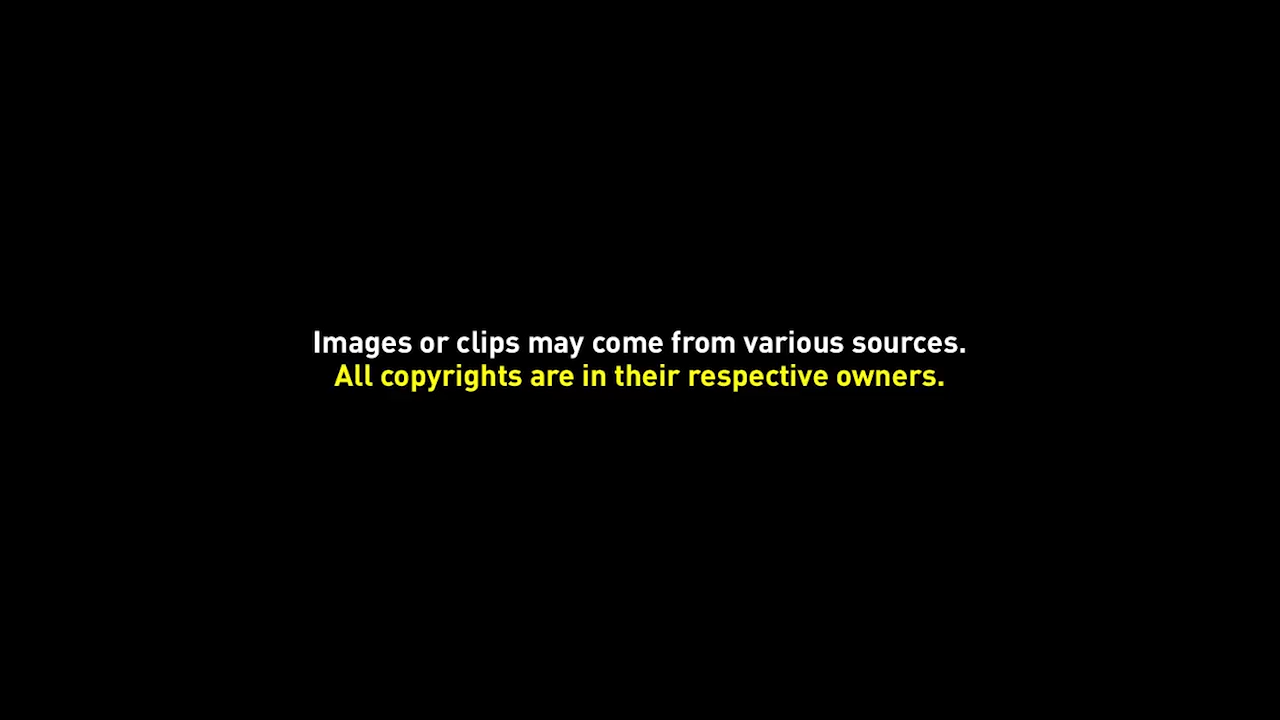 Images or clips may come from various sources.
All copyrights are in their respective owners.